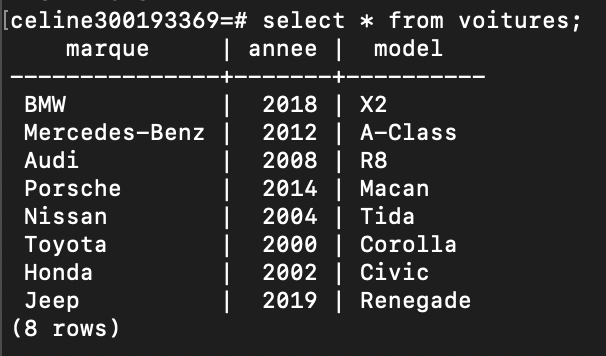 [celine300193369=# select * from voitures;
    marque     | annee |  model
---------------+-------+----------
 BMW           |  2018 | X2
 Mercedes-Benz |  2012 | A-Class
 Audi          |  2008 | R8
 Porsche       |  2014 | Macan
 Nissan        |  2004 | Tida
 Toyota        |  2000 | Corolla
 Honda         |  2002 | Civic
 Jeep          |  2019 | Renegade
(8 rows)